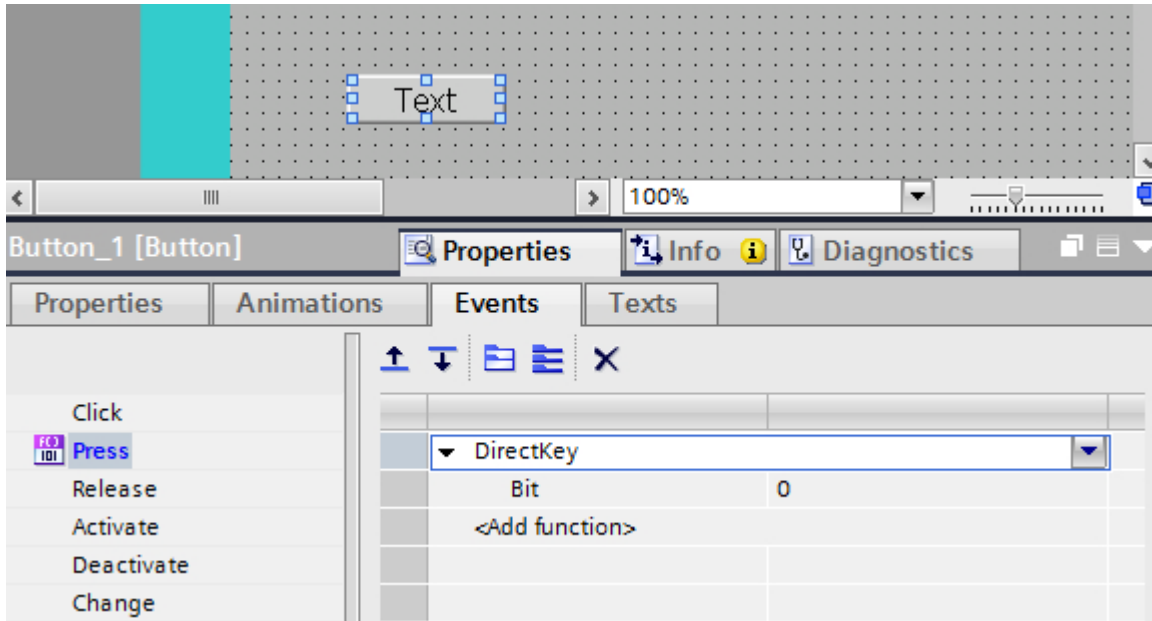 Text
100%
Button_1 [Button]
Properties Info Diagnostics
Properties Animations Events Texts
Click
Press DirectKey
Release Bit 0
Activate <Add function>
Deactivate
Change